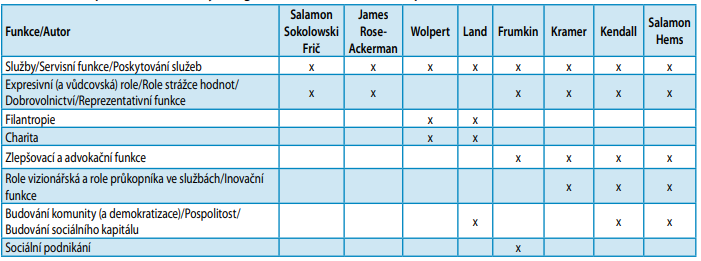 Funkce/Autor Salamon Sokolowski Frič James Rose-Ackerman Wolpert Land Frumkin Kramer Kendall Salamon Hems
Služby/Servisní funkce/Poskytování služeb x x x x x x x x
Expresivní (a vůdcovská) role/Role strážce hodnot/
Dobrovolnictví/Reprezentativní funkce x x x x x x
Filantropie x x
Charita x x
Zlepšovací a advokační funkce x x x x
Role vizionářská a role průkopníka ve službách/Inovační
funkce x x x
Budování komunity (a demokratizace)/Pospolitost/
Budování sociálního kapitálu x x x
Sociální podnikání x